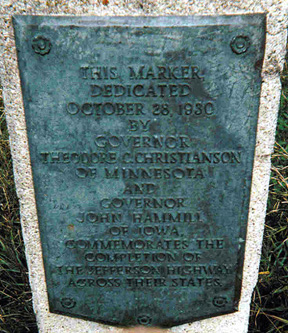 THIS MARKER
DEDICATED
OCTOBER 28, 1930
BY
GOVERNOR
THEODORE C. CHRISTIANSON
OF MINNESOTA
AND
GOVERNOR
JOHN HAMMILL
OF IOWA
COMMEMORATES THE
COMPLETION OF
THE JEFFERSON HIGHWAY
ACROSS THEIR STATES.